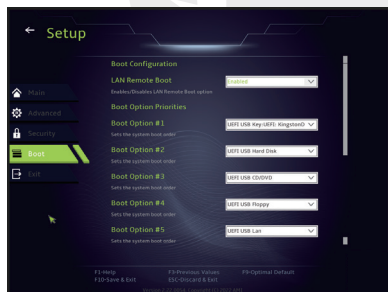 Setup
Boot Configuration
LAN Remote Boot
Enabled
Enables/Disables LAN Remote Boot option
Main
Boot Option Priorities
Advanced
Boot Option #1
UEFI USB Key:UEFI: KingstonD
Sets the system boot order
Security
Boot
Boot Option #2
UEFI USB Hard Disk
Sets the system boot order
Exit
Boot Option #3
UEFI USB CD/DVD
Sets the system boot order
Boot Option #4
UEFI USB Floppy
Sets the system boot order
Boot Option #5
UEFI USB Lan
Sets the system boot order
F1-Help
F3-Previous Values
F9-Optimal Default
F10-Save & Exit
ESC-Discard & Exit